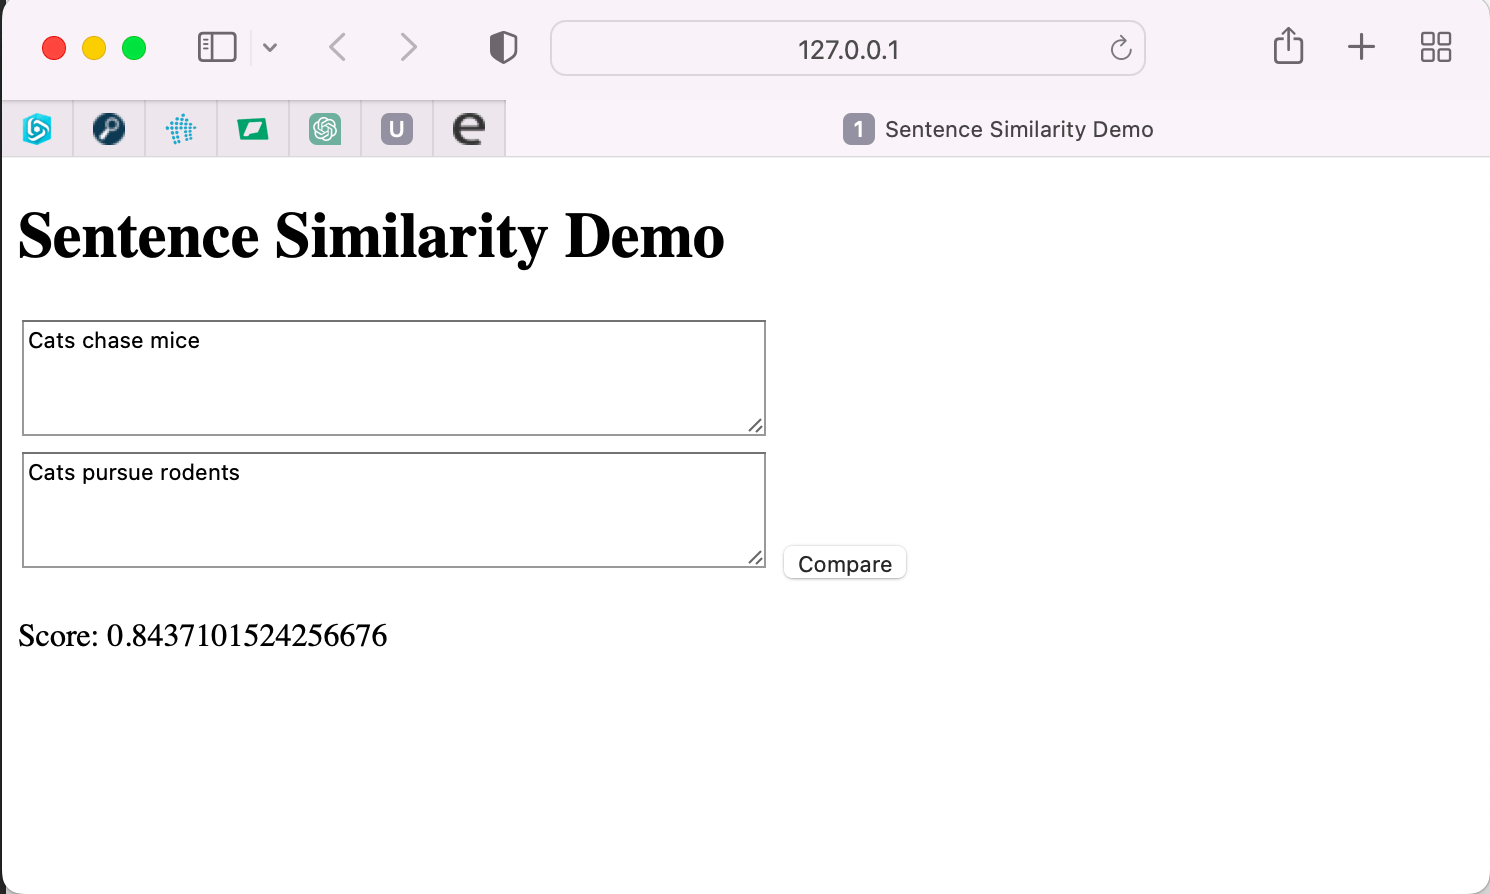 127.0.0.1
U
1 Sentence Similarity Demo
Sentence Similarity Demo
Cats chase mice
Cats pursue rodents
Compare
Score: 0.8437101524256676